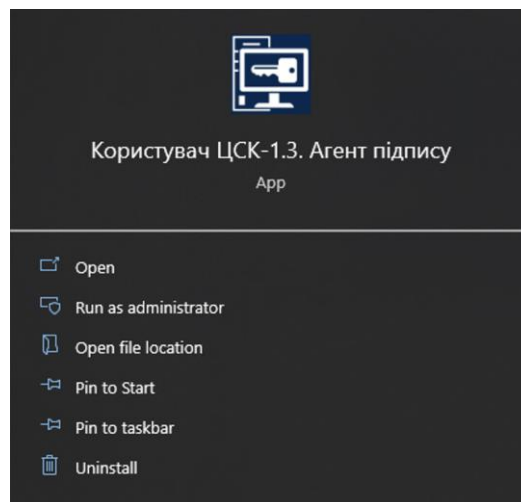 Користувач ЦСК-1.3. Агент підпису
App
Open
Run as administrator
Open file location
Pin to Start
Pin to taskbar
Uninstall